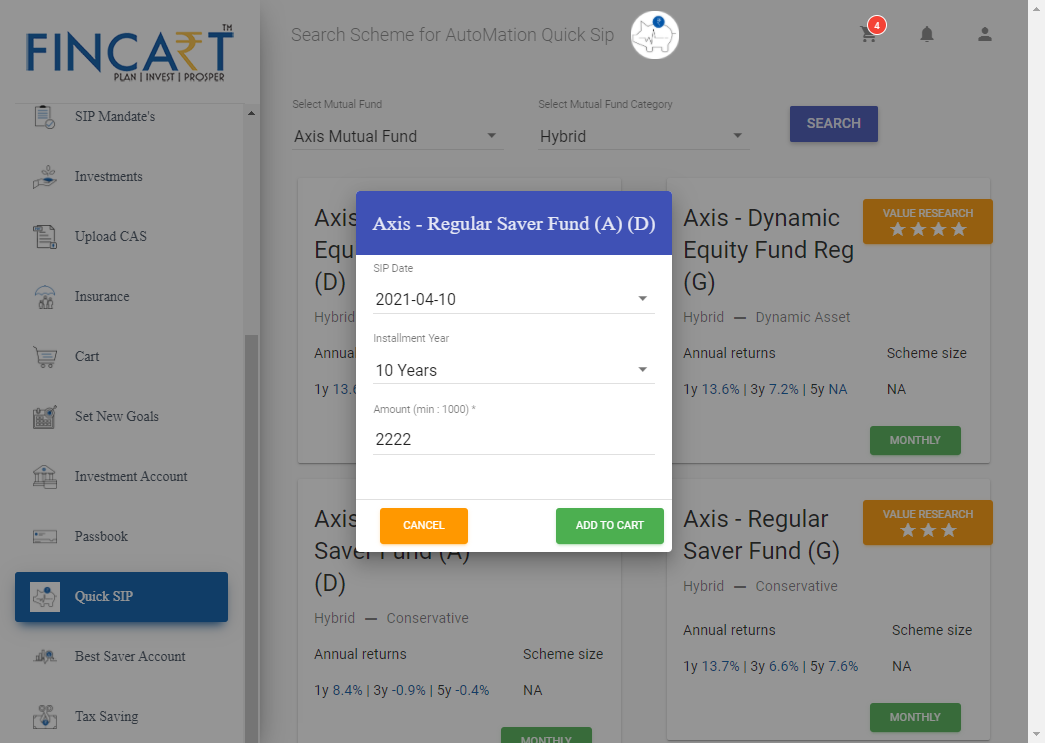 FINCART™
PLAN | INVEST | PROSPER
SIP Mandate's
Investments
Upload CAS
Insurance
Cart
Set New Goals
Investment Account
Passbook
Quick SIP
Best Saver Account
Tax Saving
Search Scheme for AutoMation Quick Sip
4
Select Mutual Fund
Axis Mutual Fund
Select Mutual Fund Category
Hybrid
SEARCH
Axis
Equ
(D)
Hybrid
Annual
1y 13.6
Axis - Dynamic
Equity Fund Reg
(G)
VALUE RESEARCH
Hybrid — Dynamic Asset
Annual returns
Scheme size
1y 13.6% | 3y 7.2% | 5y NA
NA
MONTHLY
Axis - Regular Saver Fund (A) (D)
SIP Date
2021-04-10
Installment Year
10 Years
Amount (min : 1000) *
2222
CANCEL
ADD TO CART
Axis
Saver Fund (A)
(D)
Hybrid — Conservative
Annual returns
Scheme size
1y 8.4% | 3y -0.9% | 5y -0.4%
NA
MONTHLY
Axis - Regular
Saver Fund (G)
VALUE RESEARCH
Hybrid — Conservative
Annual returns
Scheme size
1y 13.7% | 3y 6.6% | 5y 7.6%
NA
MONTHLY